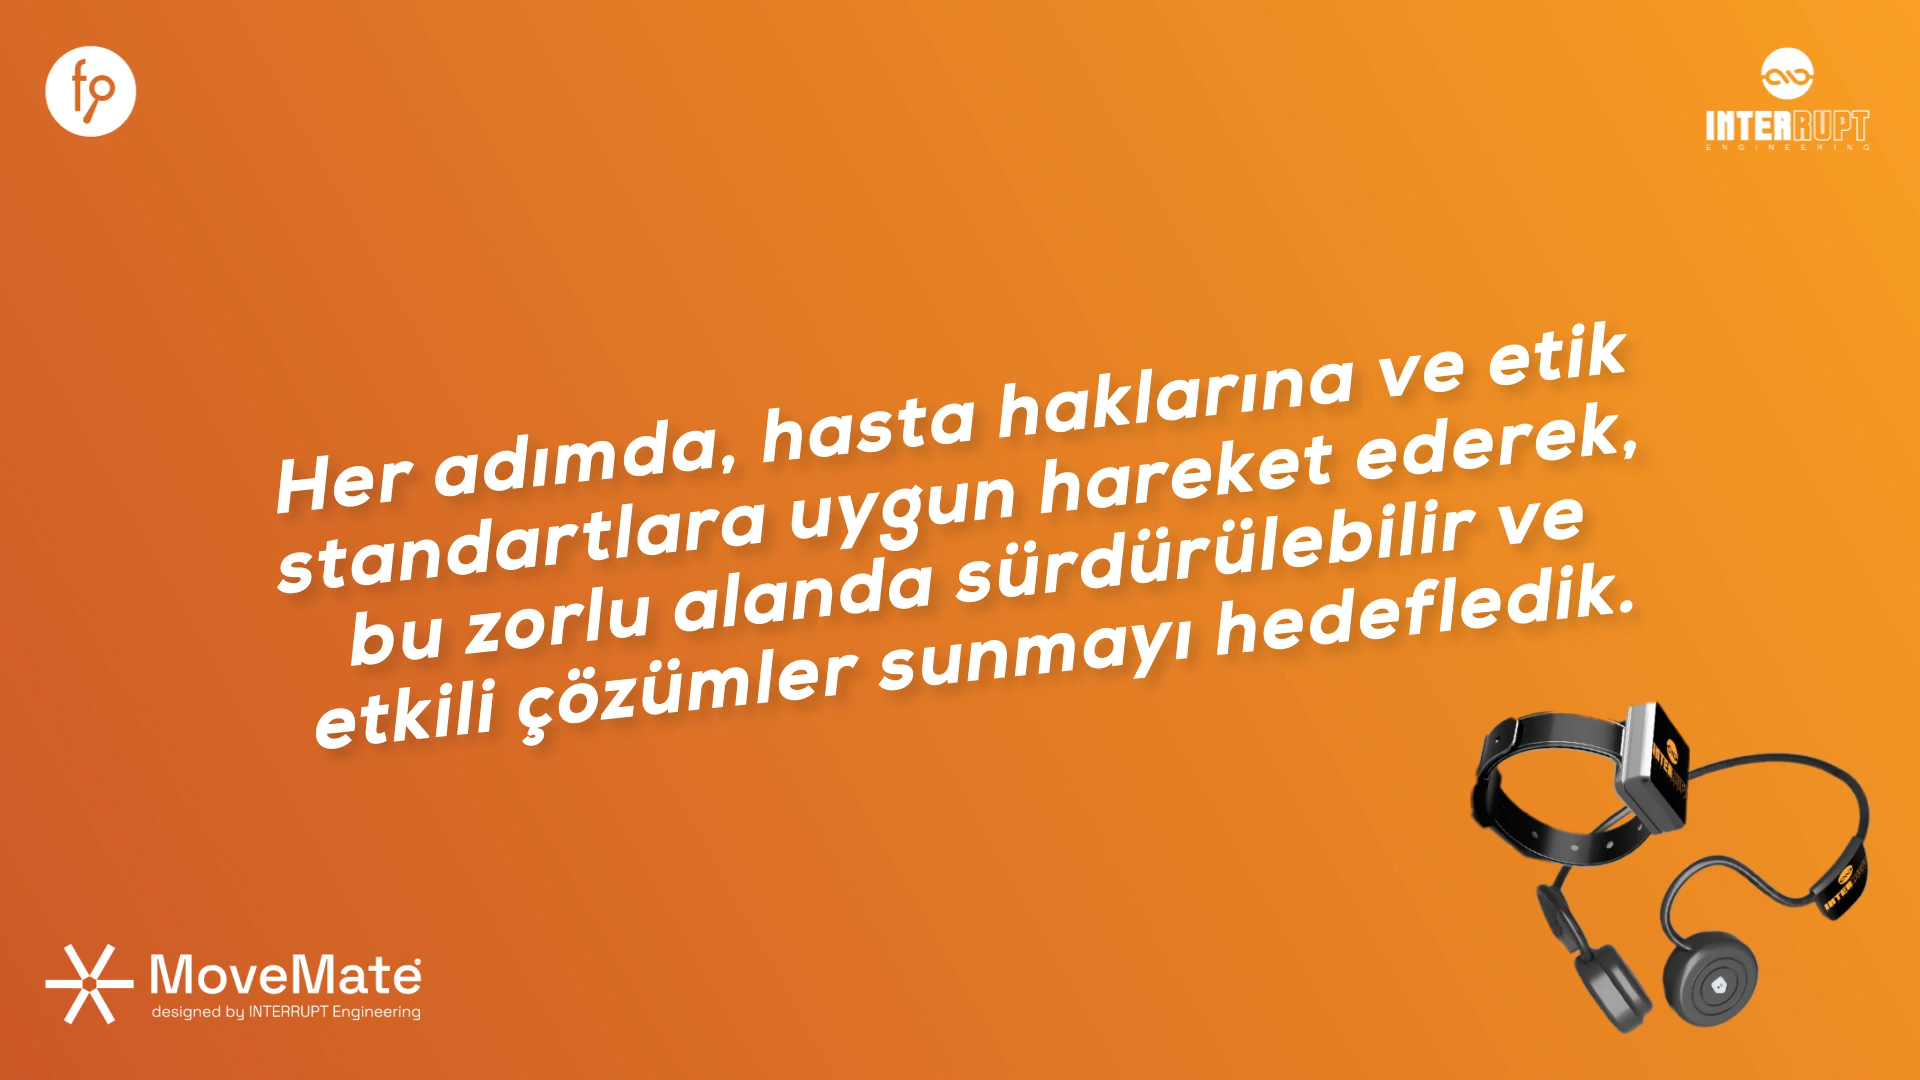 fp
INTERRUPT
ENGINEERING
Her adımda, hasta haklarına ve etik
standartlara uygun hareket ederek,
bu zorlu alanda sürdürülebilir ve
etkili çözümler sunmayı hedefledik.
MoveMate
designed by INTERRUPT Engineering